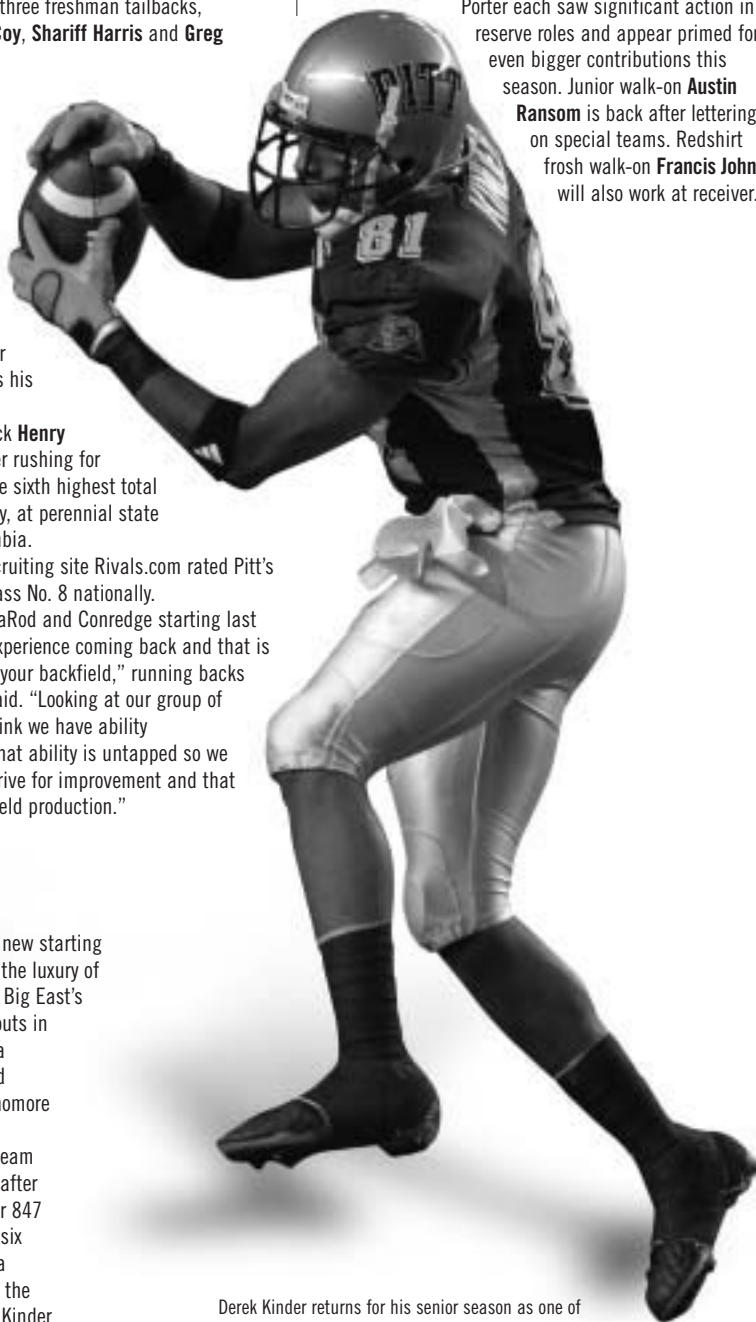 three freshman tailbacks,
oy, Shariff Harris and Greg
r
s his
ck Henry
er rushing for
e sixth highest total
y, at perennial state
nbia.
cruiting site Rivals.com rated Pitt's
ass No. 8 nationally.
aRod and Conredge starting last
xperience coming back and that is
your backfield,” running backs
aid. “Looking at our group of
ink we have ability
hat ability is untapped so we
rive for improvement and that
eld production.”
new starting
the luxury of
Big East's
outs in
a
d
homore
eam
after
r 847
six
a
the
Kinder
Porter each saw significant action in
reserve roles and appear primed for
even bigger contributions this
season. Junior walk-on Austin
Ransom is back after lettering
on special teams. Redshirt
frosh walk-on Francis John
will also work at receiver.
PITT
81
Derek Kinder returns for his senior season as one of